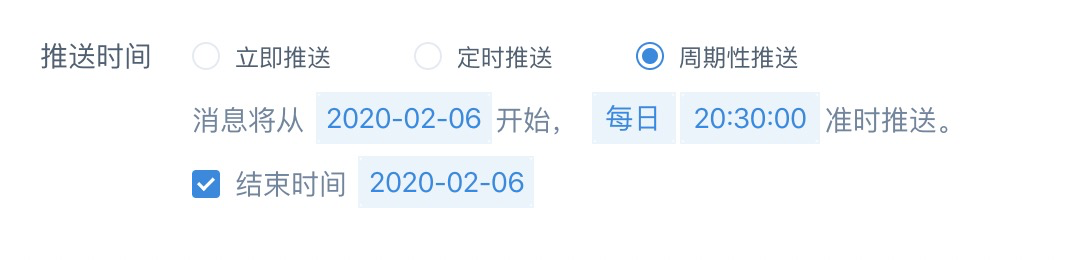 推送时间 立即推送 定时推送 周期性推送
消息将从 2020-02-06 开始， 每日 20:30:00 准时推送。
结束时间 2020-02-06